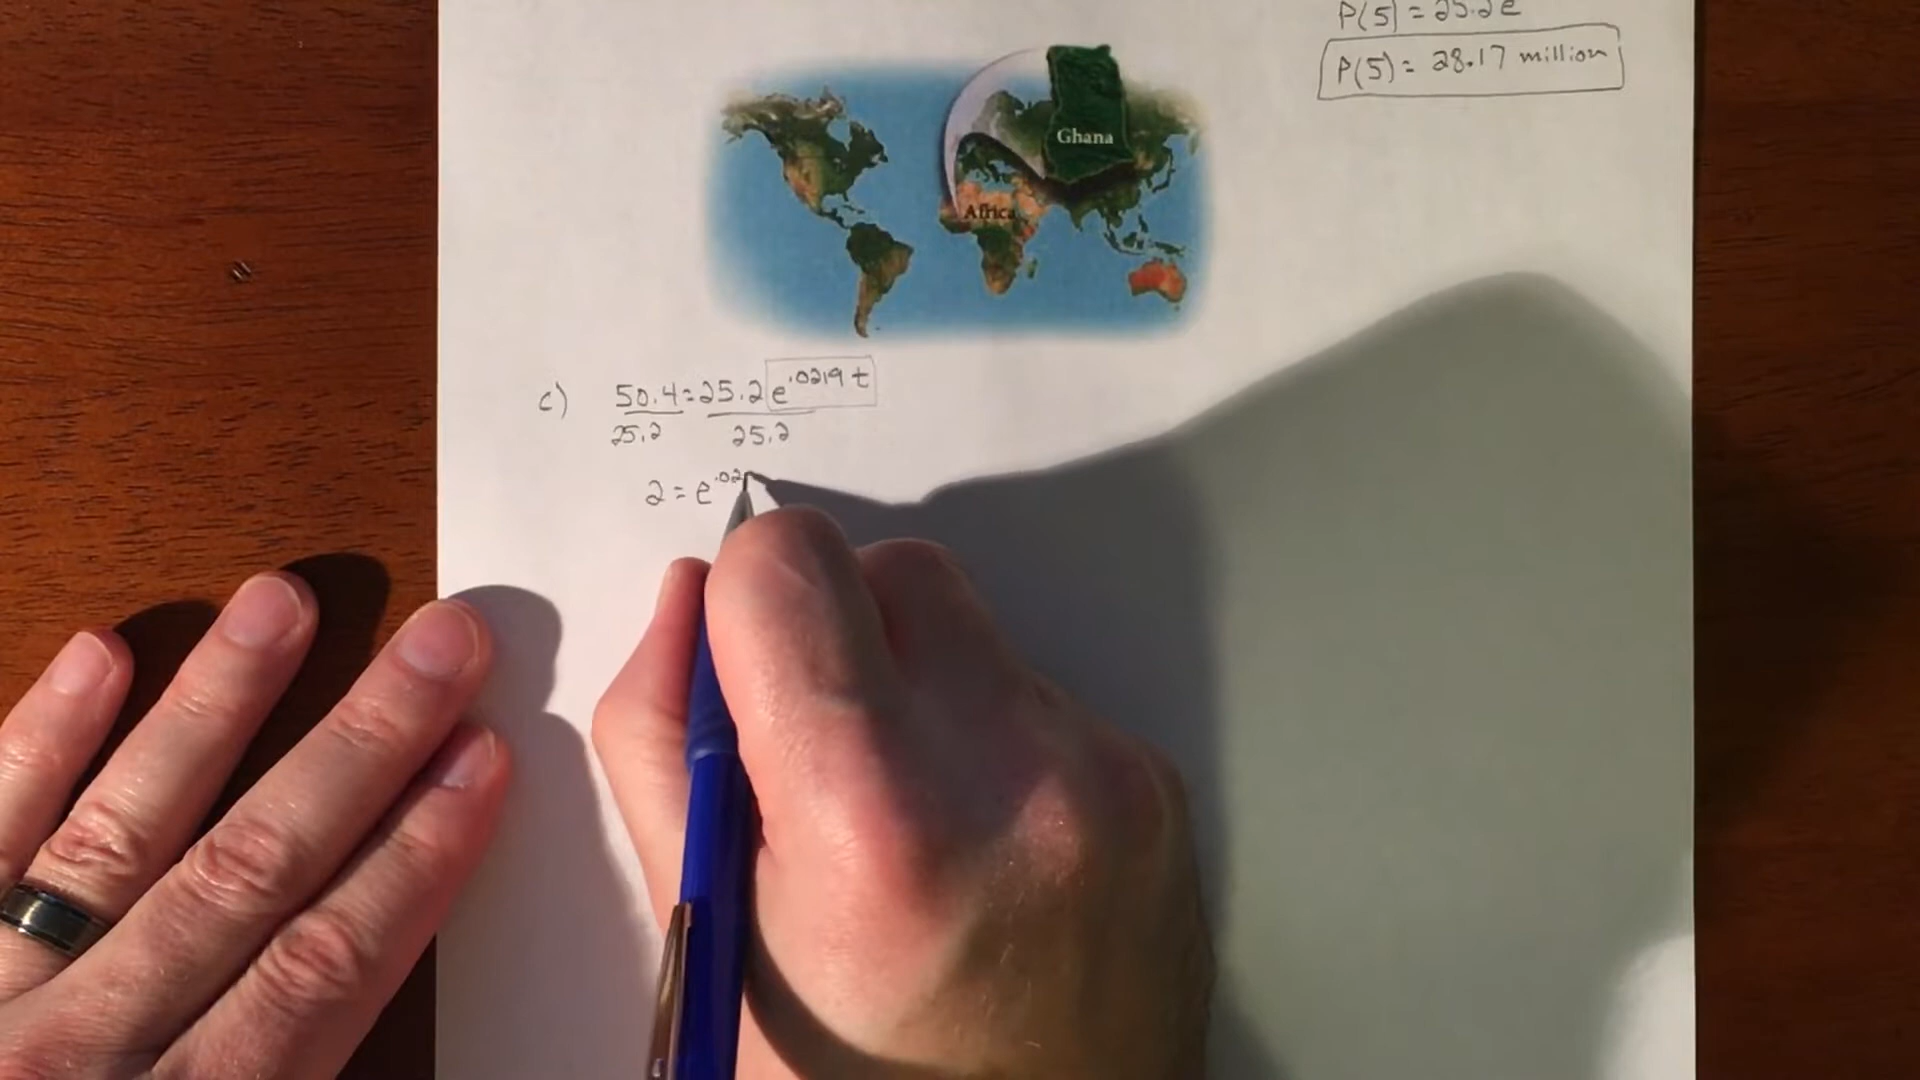 P(5) = 25.2e
P(5) = 28.17 million
Ghana
Africa
c) 50.4 = 25.2 e^.0219 t
25.2 25.2
2 = e^.02